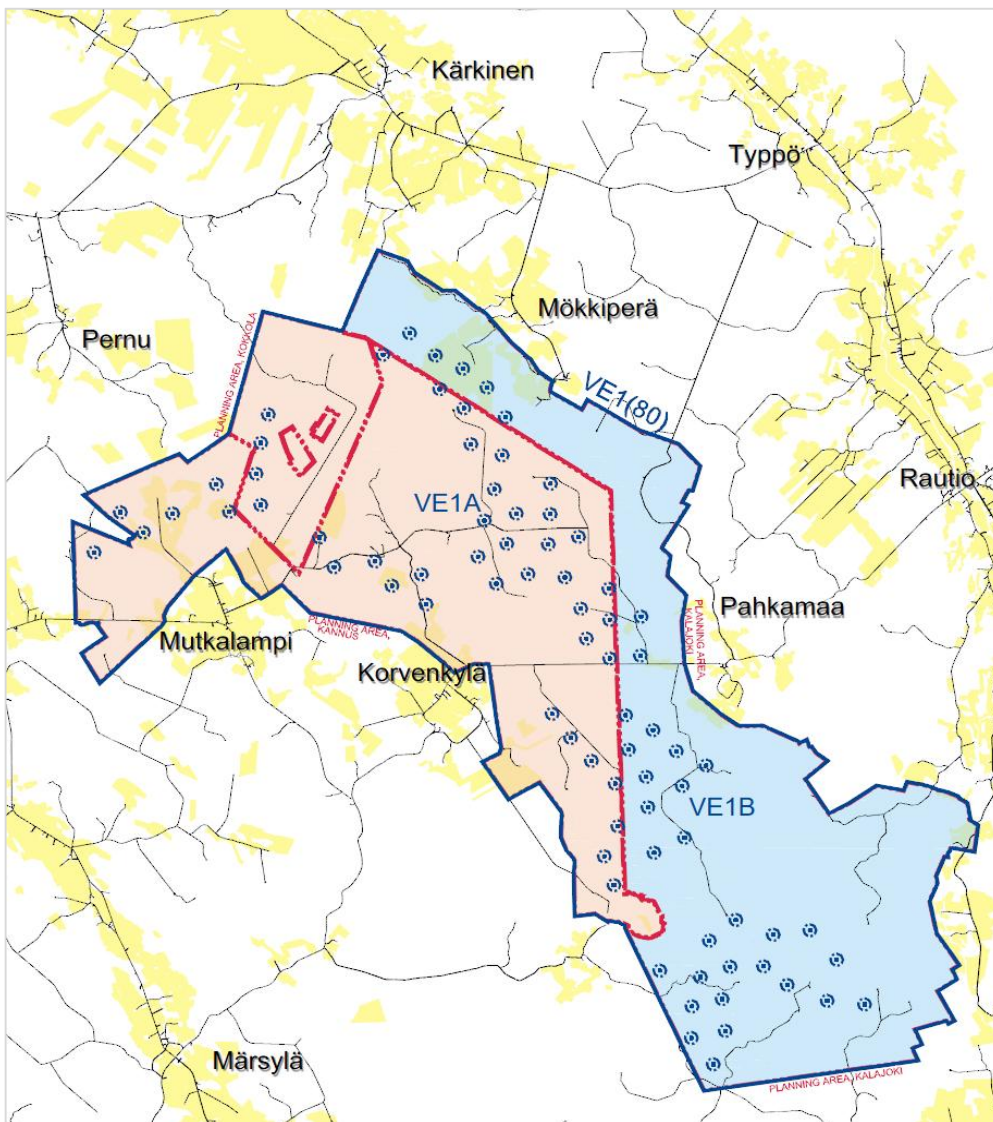 Kärkinen
Typpö
Mökkiperä
Pernu
PLANNING AREA, KOKKOLA
VE1(80)
Rautio
VE1A
PLANNING AREA,
KALAJOKI
Pahkamaa
PLANNING AREA,
KANNUS
Mutkalampi
Korvenkylä
VE1B
Märsylä
PLANNING AREA, KALAJOKI